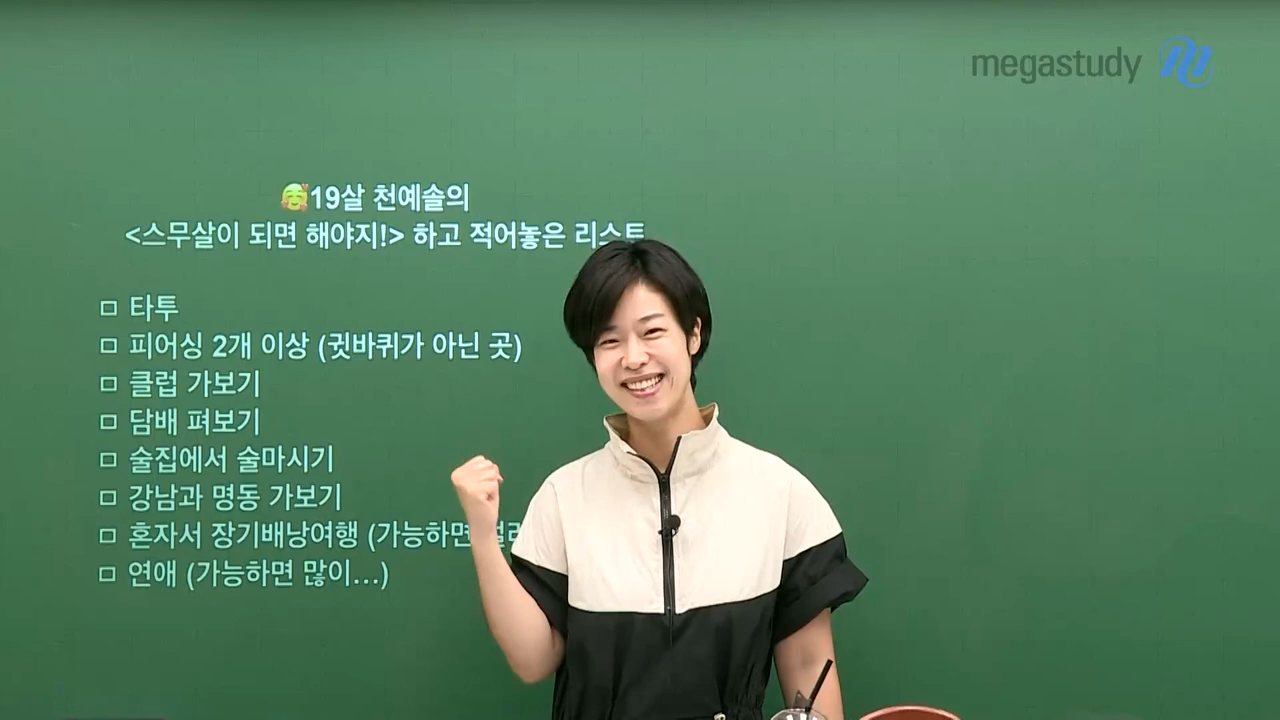 megastudy
19살 천예솔의
<스무살이 되면 해야지!> 하고 적어놓은 리스트
타투
피어싱 2개 이상 (귓바퀴가 아닌 곳)
클럽 가보기
담배 펴보기
술집에서 술마시기
강남과 명동 가보기
혼자서 장기배낭여행 (가능하면
연애 (가능하면 많이...)